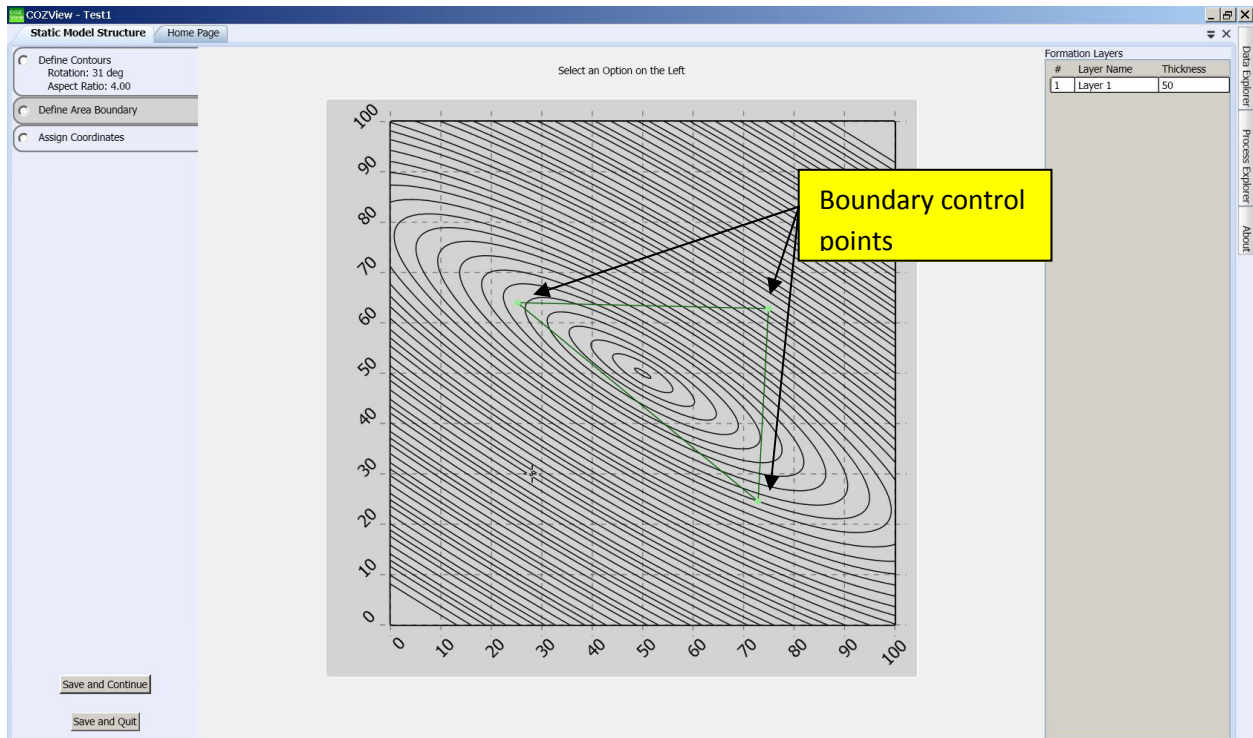 COZ View
COZView - Test1
Static Model Structure
Home Page
Define Contours
Rotation: 31 deg
Aspect Ratio: 4.00
Define Area Boundary
Assign Coordinates
Save and Continue
Save and Quit
Select an Option on the Left
100
90
80
70
60
50
40
30
20
10
0
0 10 20 30 40 50 60 70 80 90 100
Boundary control
points
Formation Layers
# Layer Name Thickness
1 Layer 1 50
Data Explorer
Process Explorer
About